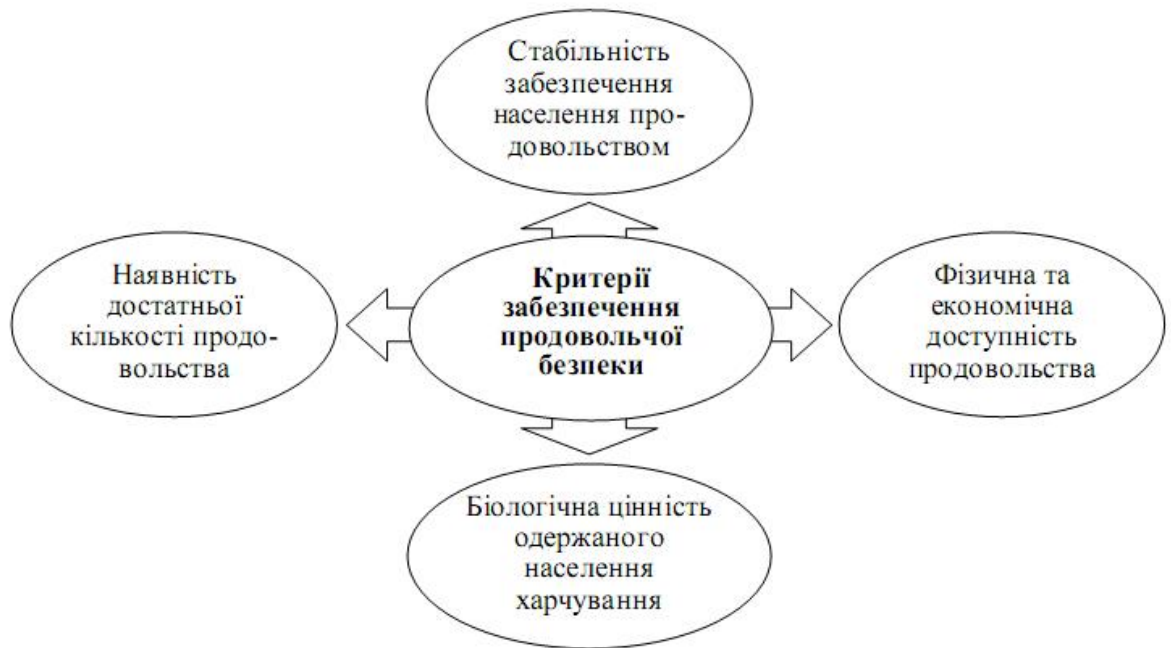 Стабільність
забезпечення
населення про-
довольством
Наявність
достатньої
кількості продо-
вольства
Критерії
забезпечення
продовольчої
безпеки
Фізична та
економічна
доступність
продовольства
Біологічна цінність
одержаного
населення
харчування